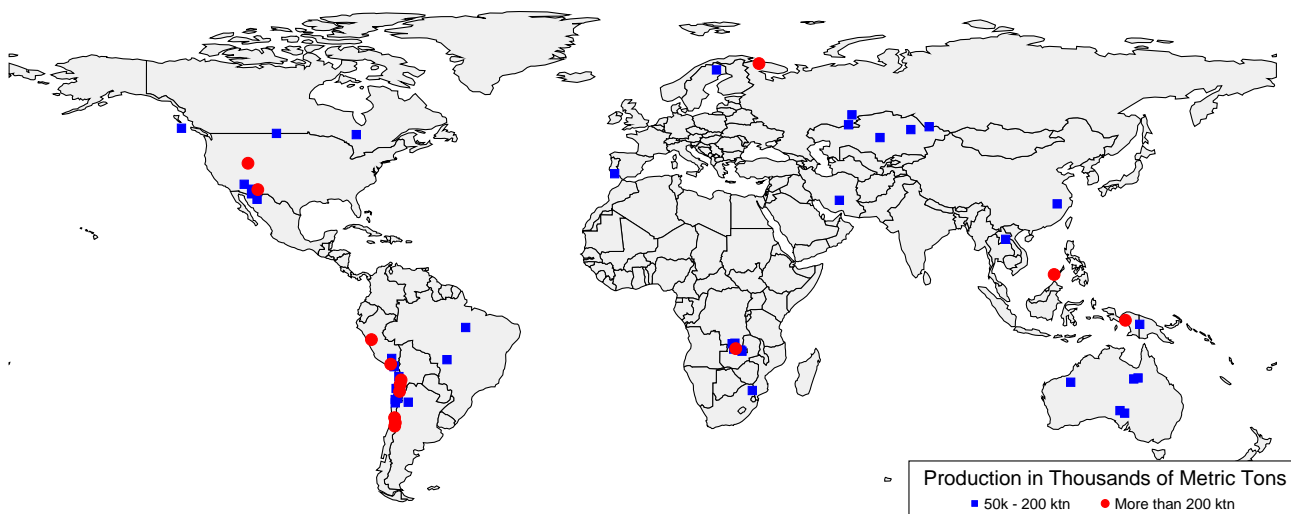 Production in Thousands of Metric Tons
50k - 200 ktn More than 200 ktn